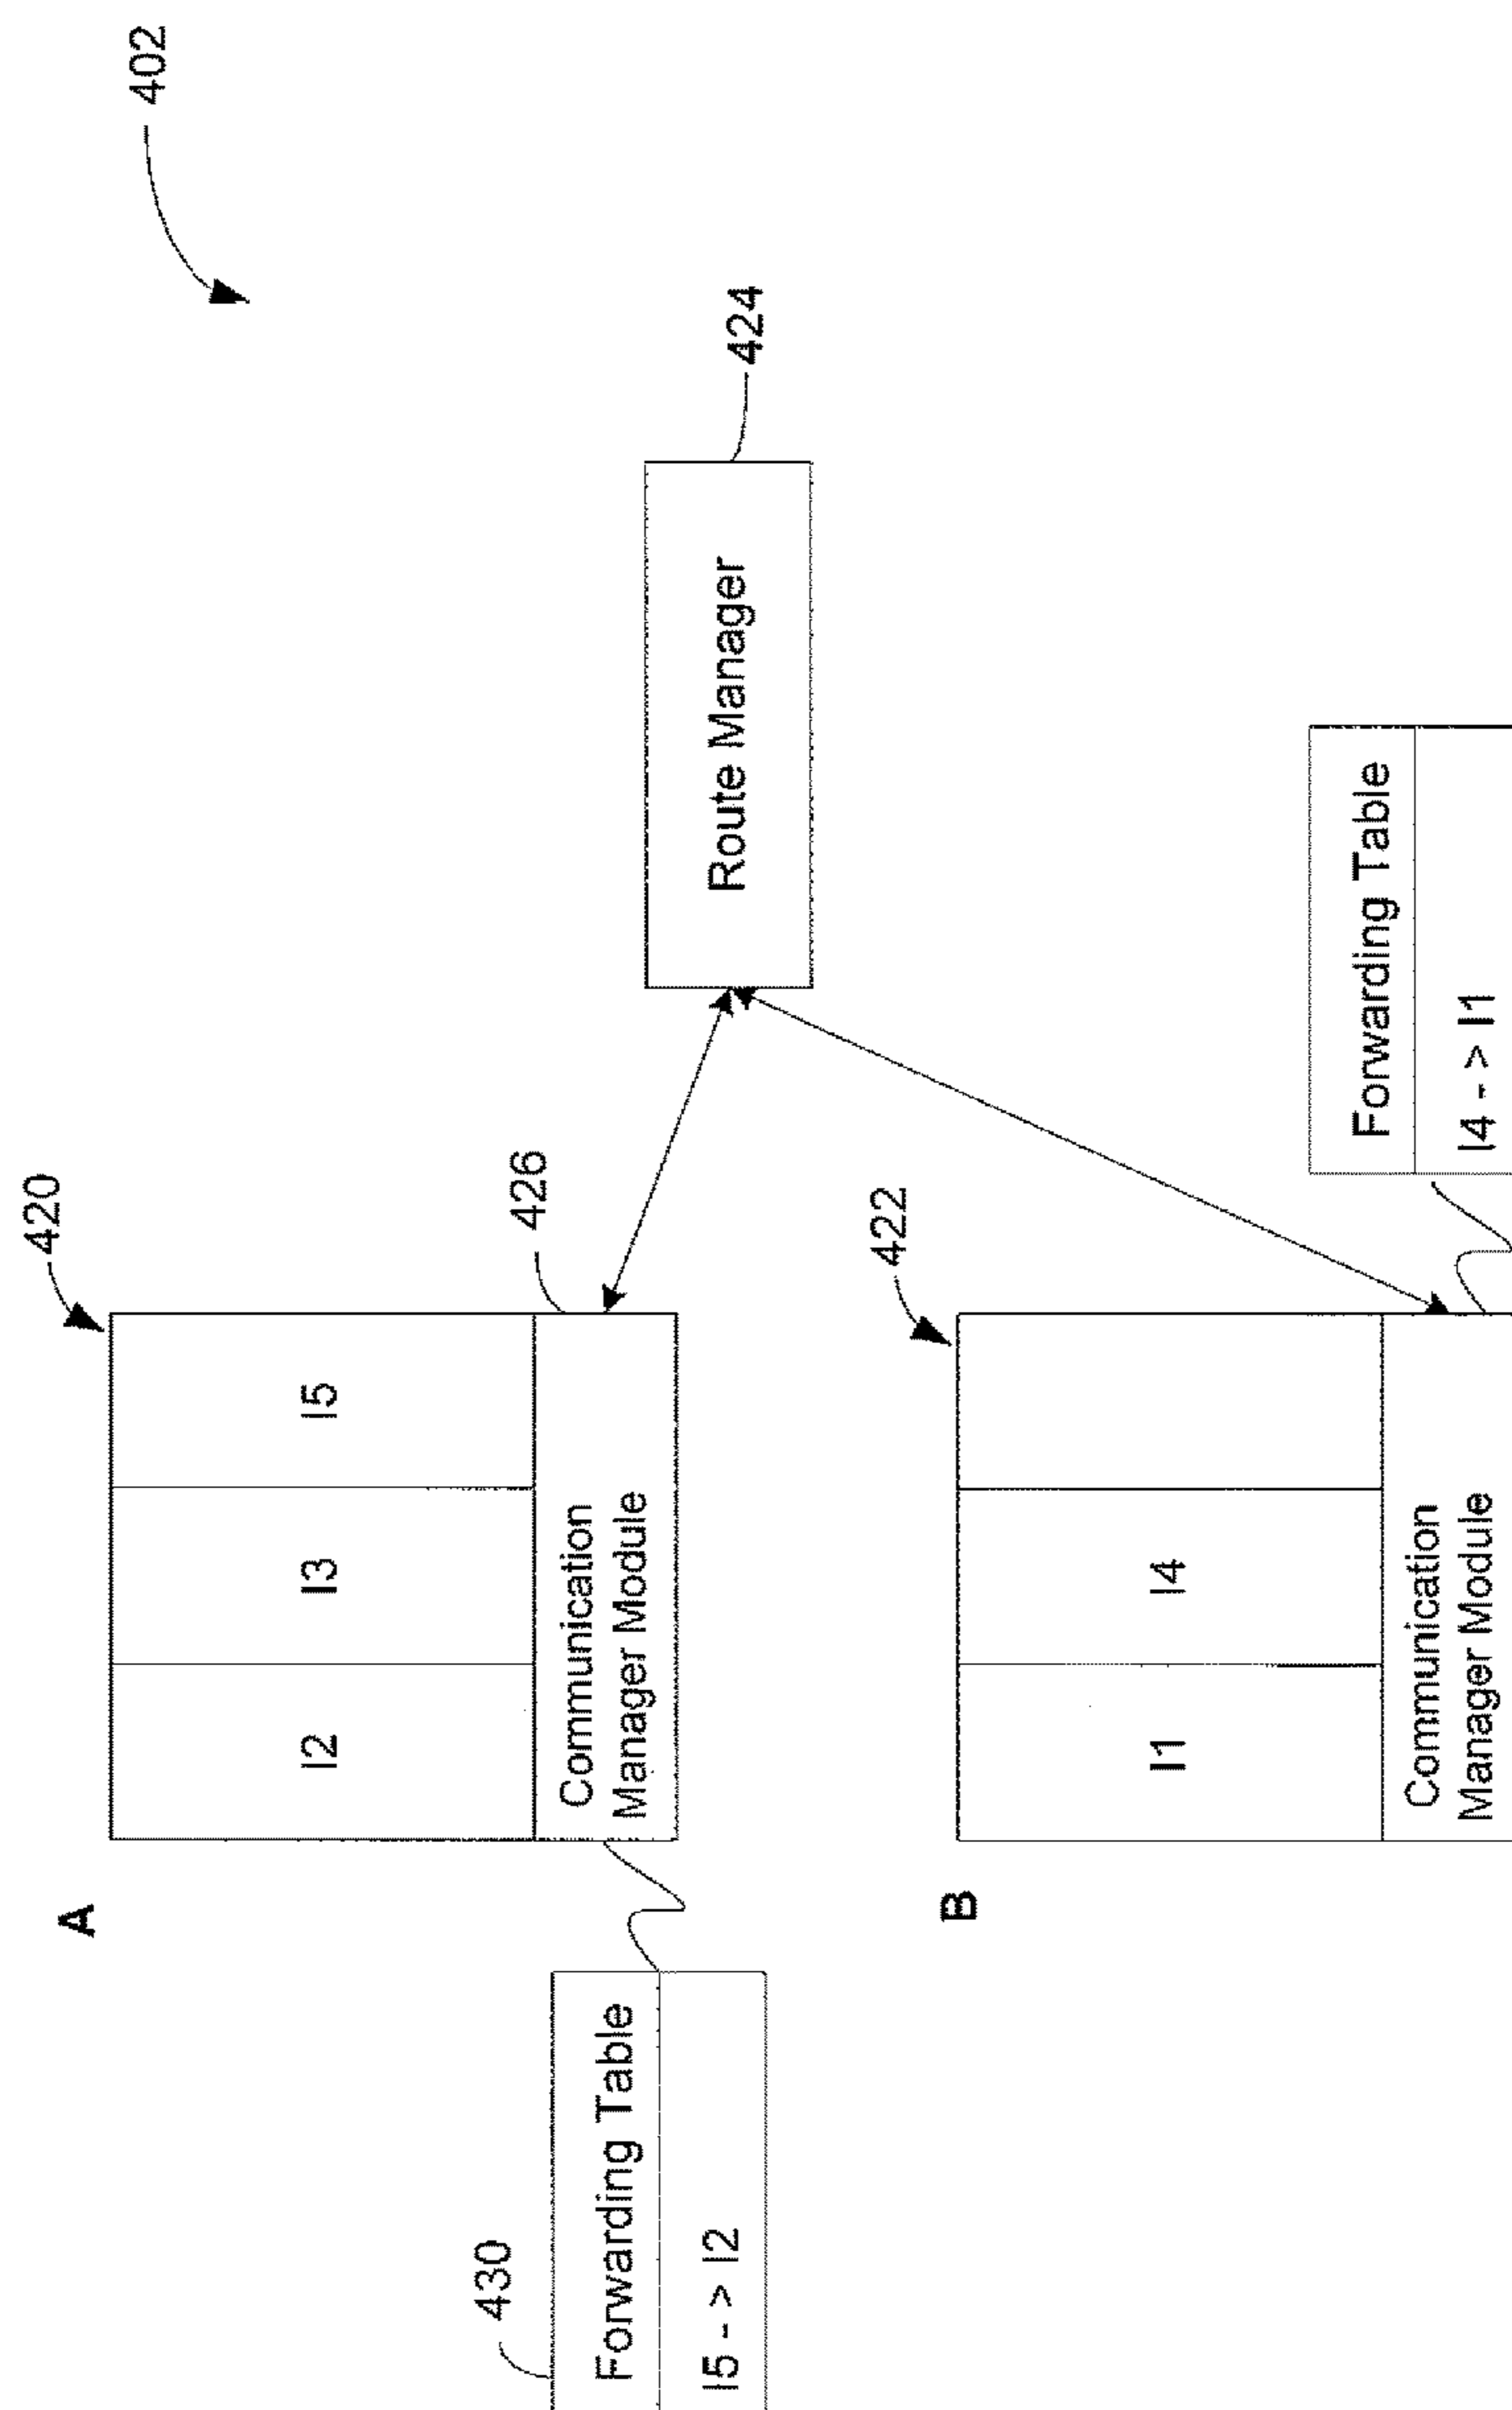 402
A
420
I2
I3
I5
Communication
Manager Module
426
430
Forwarding Table
I5 - > I2
Route Manager
424
B
422
I1
I4
Communication
Manager Module
Forwarding Table
I4 - > I1